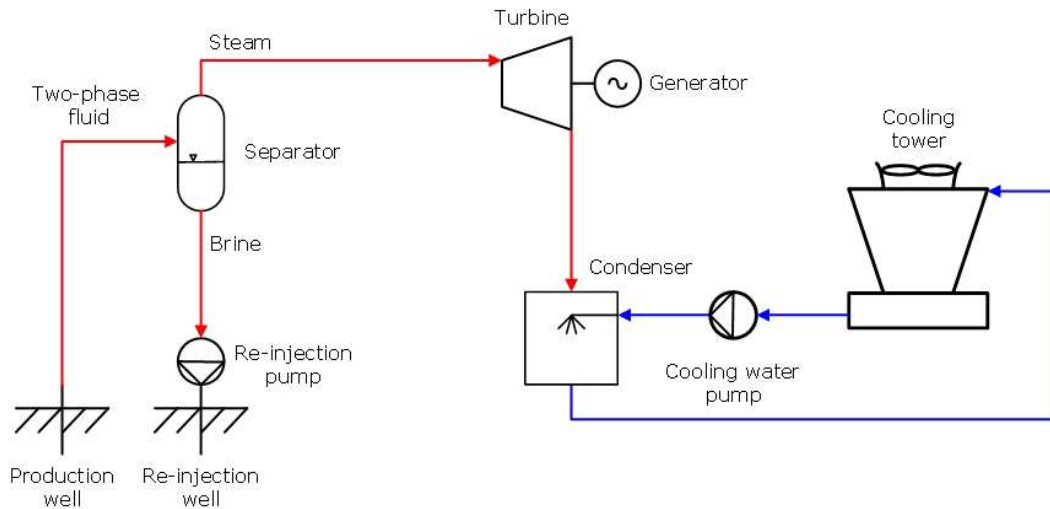 Turbine
Steam
Two-phase
fluid
Generator
Cooling
tower
Separator
Brine
Condenser
Re-injection
pump
Cooling water
pump
Production
well
Re-injection
well